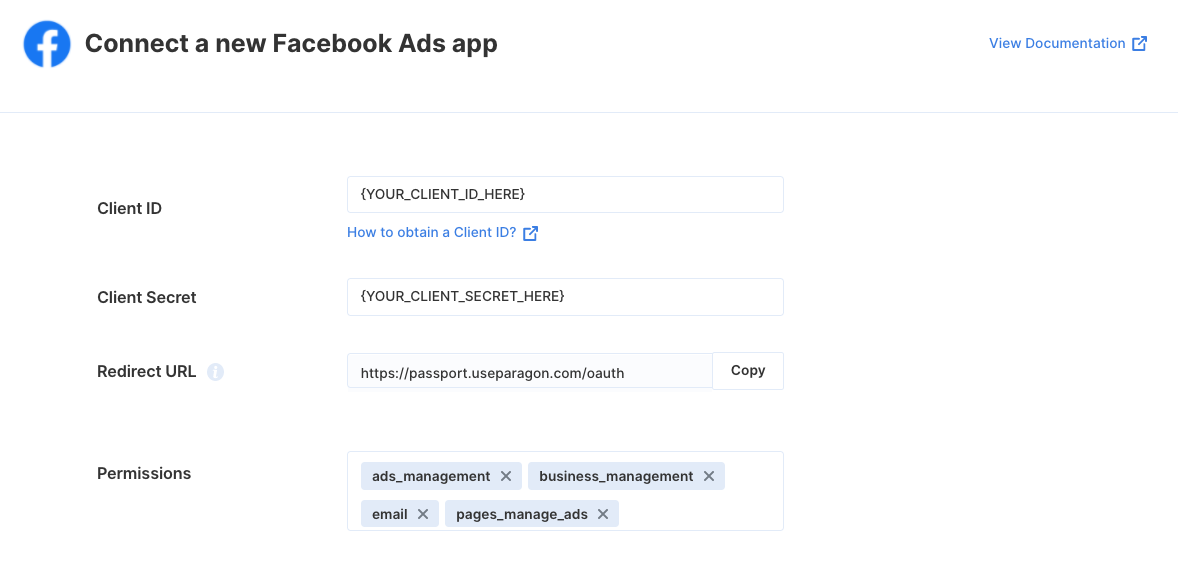 Connect a new Facebook Ads app
View Documentation
Client ID
{YOUR_CLIENT_ID_HERE}
How to obtain a Client ID?
Client Secret
{YOUR_CLIENT_SECRET_HERE}
Redirect URL i
https://passport.useparagon.com/oauth
Copy
Permissions
ads_management business_management
email pages_manage_ads